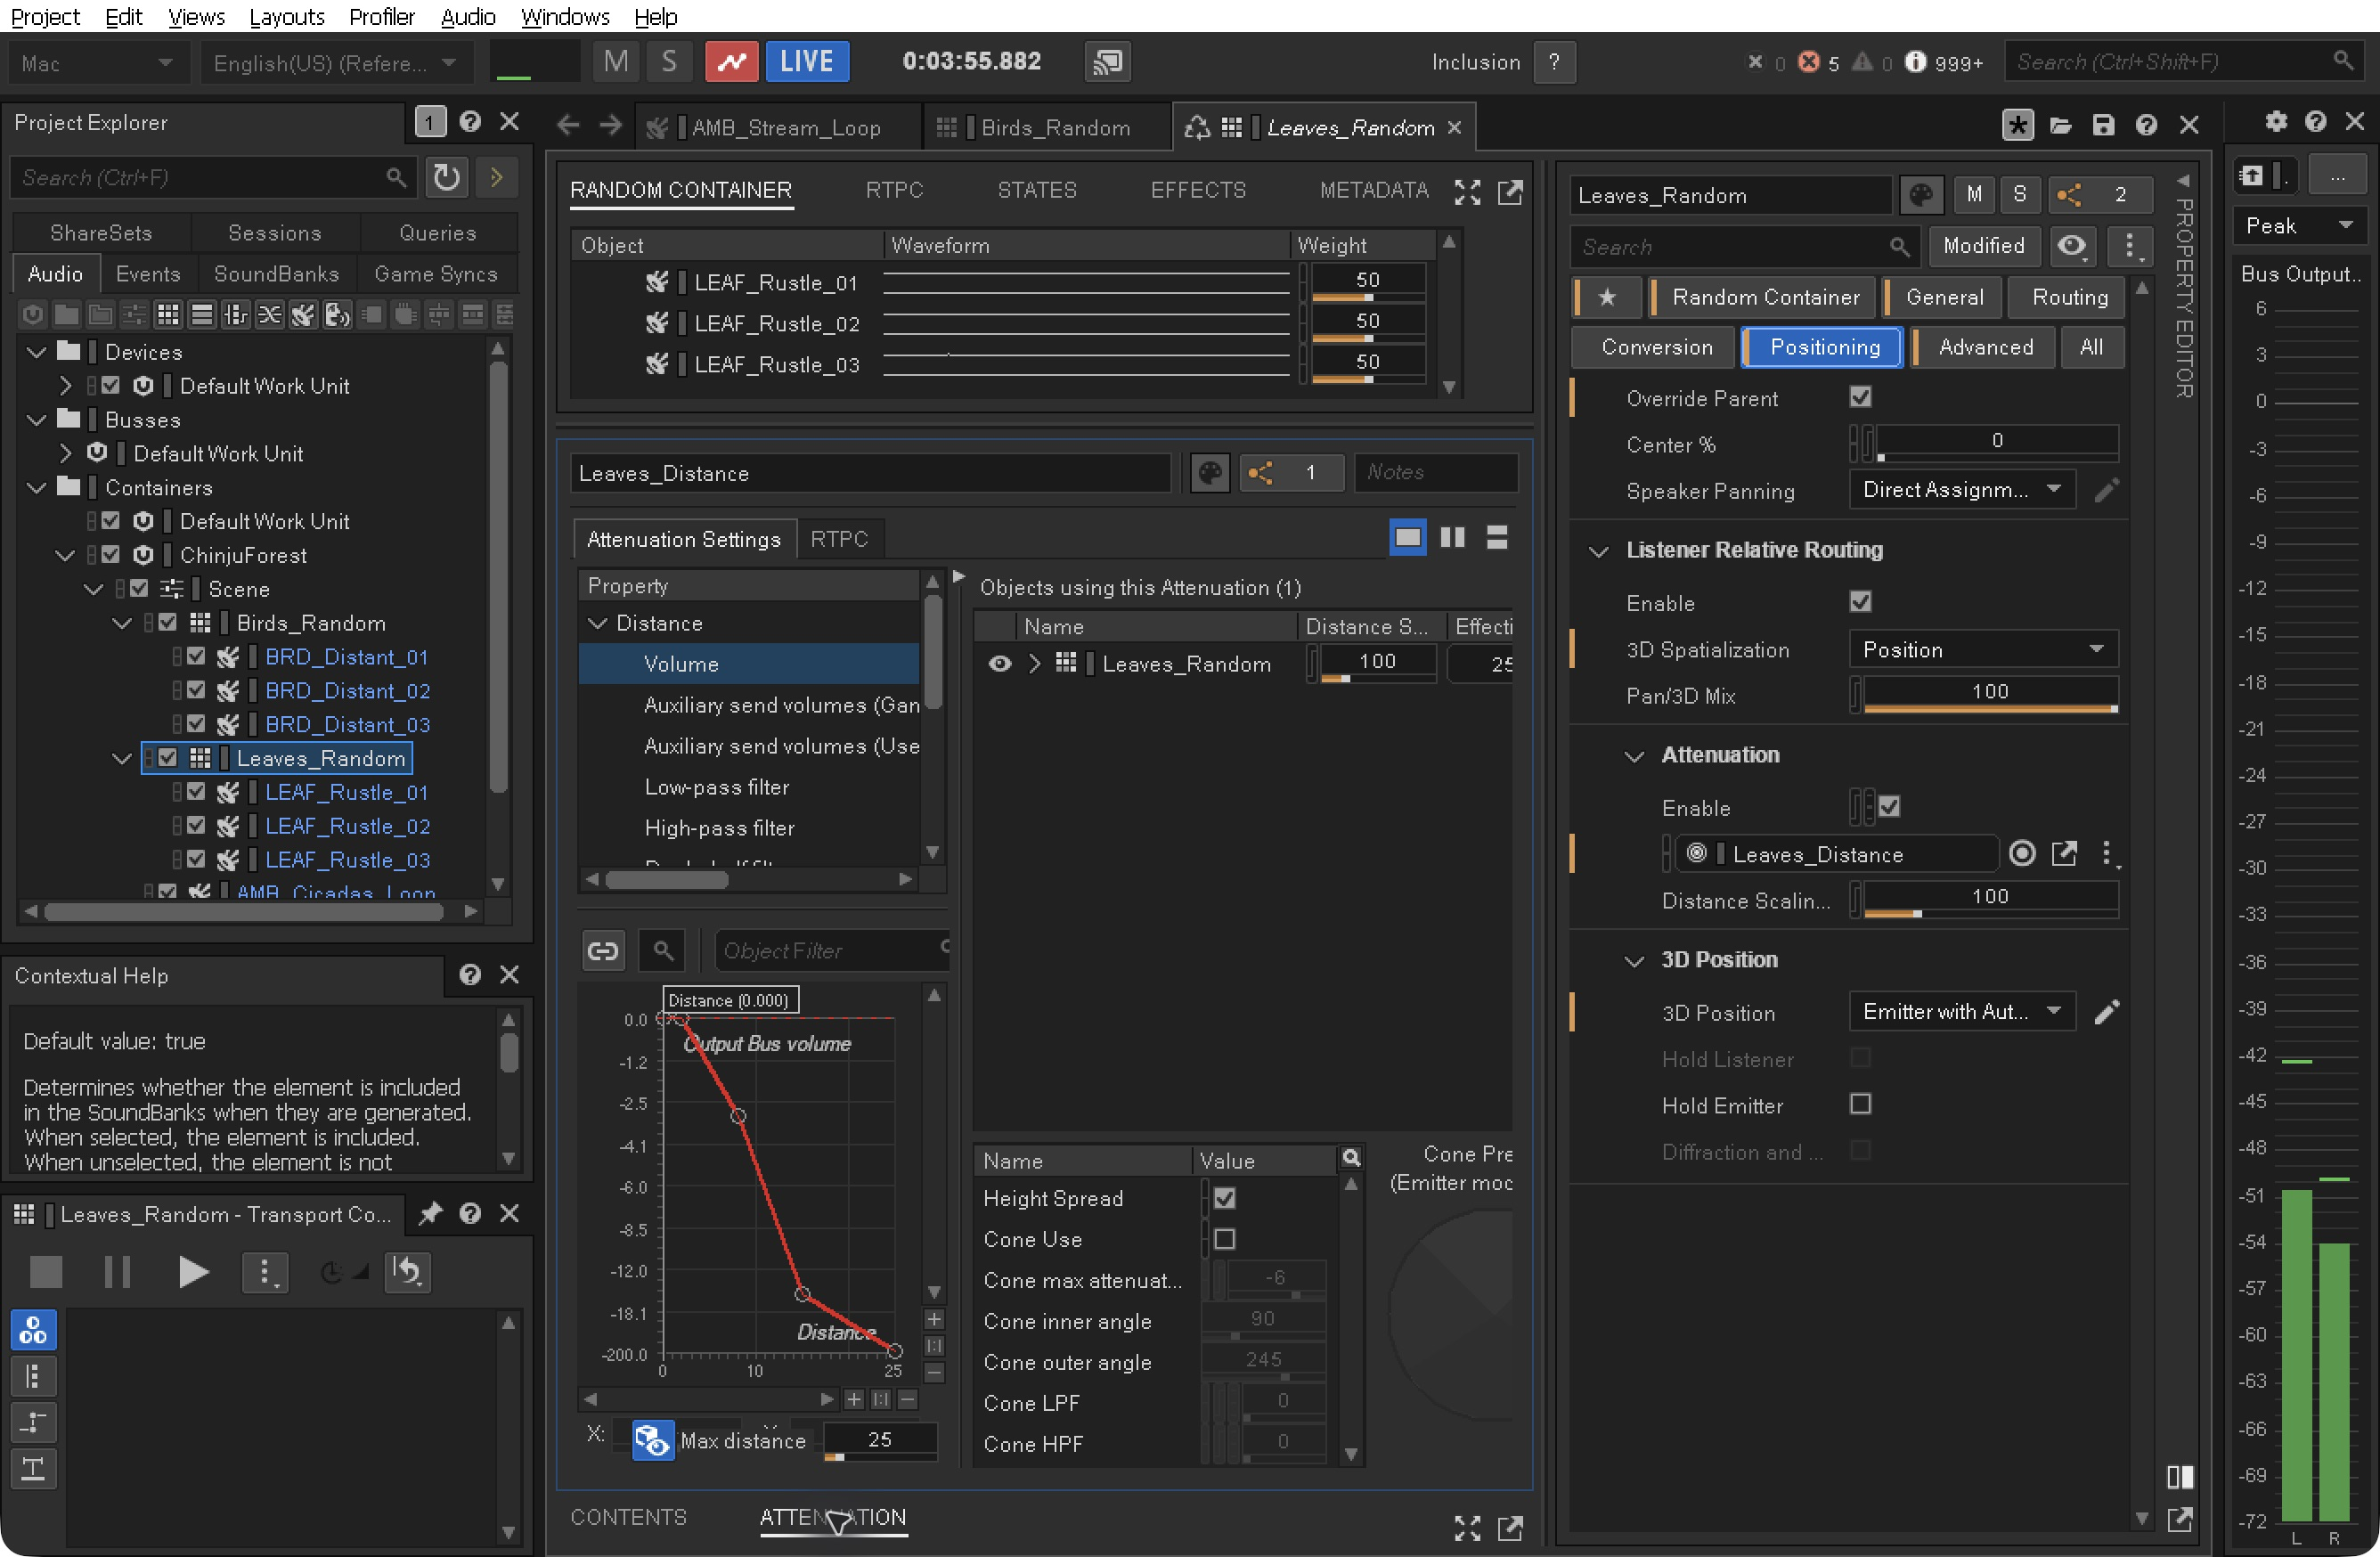 Project Edit Views Layouts Profiler Audio Windows Help
Mac
English(US) (Refere...
M S
LIVE
0:03:55.882
Inclusion ?
0 5 0 999+
Search (Ctrl+Shift+F)
Project Explorer
1
Search (Ctrl+F)
ShareSets Sessions Queries
Audio Events SoundBanks Game Syncs
Devices
Default Work Unit
Busses
Default Work Unit
Containers
Default Work Unit
ChinjuForest
Scene
Birds_Random
BRD_Distant_01
BRD_Distant_02
BRD_Distant_03
Leaves_Random
LEAF_Rustle_01
LEAF_Rustle_02
LEAF_Rustle_03
AMB_Cicadas_Loop
Contextual Help
Default value: true
Determines whether the element is included
in the SoundBanks when they are generated.
When selected, the element is included.
When unselected, the element is not
Leaves_Random - Transport Co...
AMB_Stream_Loop
Birds_Random
Leaves_Random
RANDOM CONTAINER RTPC STATES EFFECTS METADATA
Object Waveform Weight
LEAF_Rustle_01 50
LEAF_Rustle_02 50
LEAF_Rustle_03 50
Leaves_Distance
1
Notes
Attenuation Settings RTPC
Property
Distance
Volume
Auxiliary send volumes (Gan
Auxiliary send volumes (Use
Low-pass filter
High-pass filter
Objects using this Attenuation (1)
Name Distance S... Effecti
Leaves_Random 100 25
Object Filter
Distance (0.000)
Output Bus volume
0.0
-1.2
-2.5
-4.1
-6.0
-8.5
-12.0
-18.1
-200.0
Distance
0 10 25
X:
Max distance 25
Name Value
Height Spread
Cone Use
Cone max attenuat... -6
Cone inner angle 90
Cone outer angle 245
Cone LPF 0
Cone HPF 0
Cone Pre
(Emitter moc
CONTENTS ATTENUATION
Leaves_Random
M S 2
Search
Modified
Random Container General Routing
Conversion Positioning Advanced All
Override Parent
Center % 0
Speaker Panning Direct Assignm...
Listener Relative Routing
Enable
3D Spatialization Position
Pan/3D Mix 100
Attenuation
Enable
Leaves_Distance
Distance Scalin... 100
3D Position
3D Position Emitter with Aut...
Hold Listener
Hold Emitter
Diffraction and ...
PROPERTY EDITOR
...
Peak
Bus Output..
6
3
0
-3
-6
-9
-12
-15
-18
-21
-24
-27
-30
-33
-36
-39
-42
-45
-48
-51
-54
-57
-60
-63
-66
-69
-72
L R